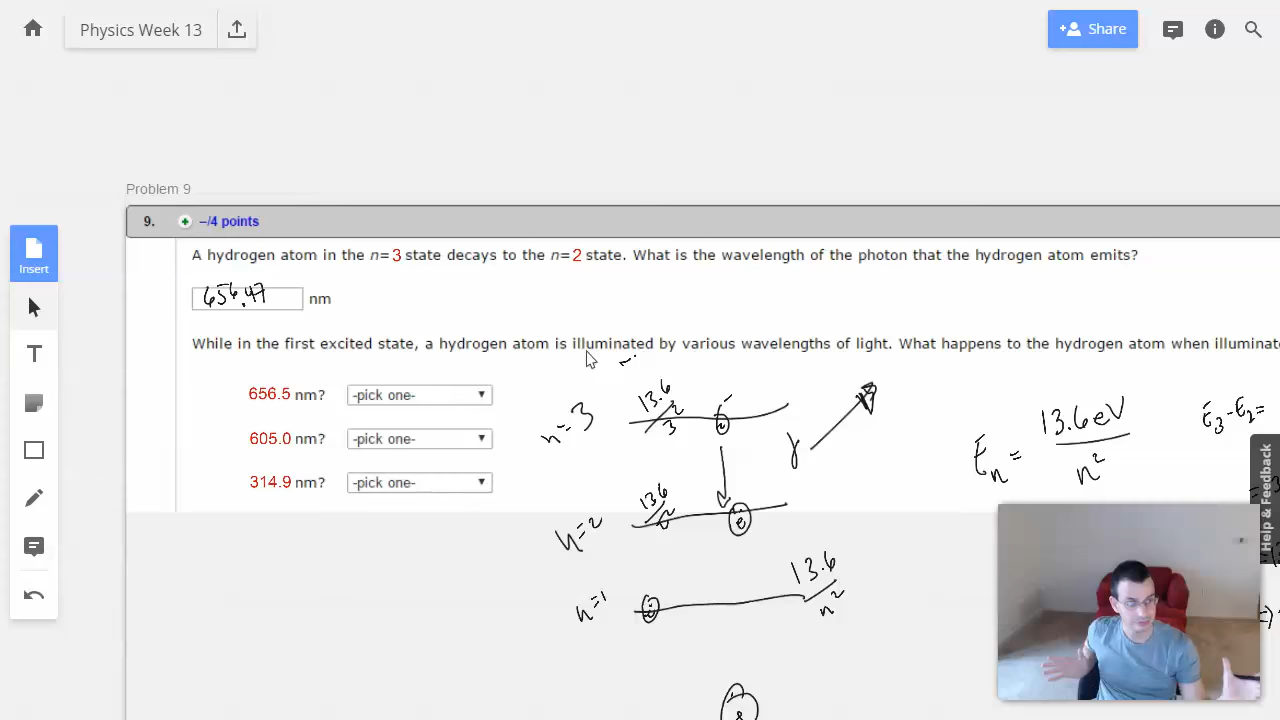 Physics Week 13
Share
Problem 9
9. –/4 points
A hydrogen atom in the n=3 state decays to the n=2 state. What is the wavelength of the photon that the hydrogen atom emits?
656.47 nm
While in the first excited state, a hydrogen atom is illuminated by various wavelengths of light. What happens to the hydrogen atom when illuminat
656.5 nm? -pick one-
605.0 nm? -pick one-
314.9 nm? -pick one-
Insert
T
n=3
13.6
3²
e⁻
γ
Eₙ = 13.6 eV
n²
E₃-E₂=
n=2
13.6
e
n=1
13.6
n²
Help & Feedback